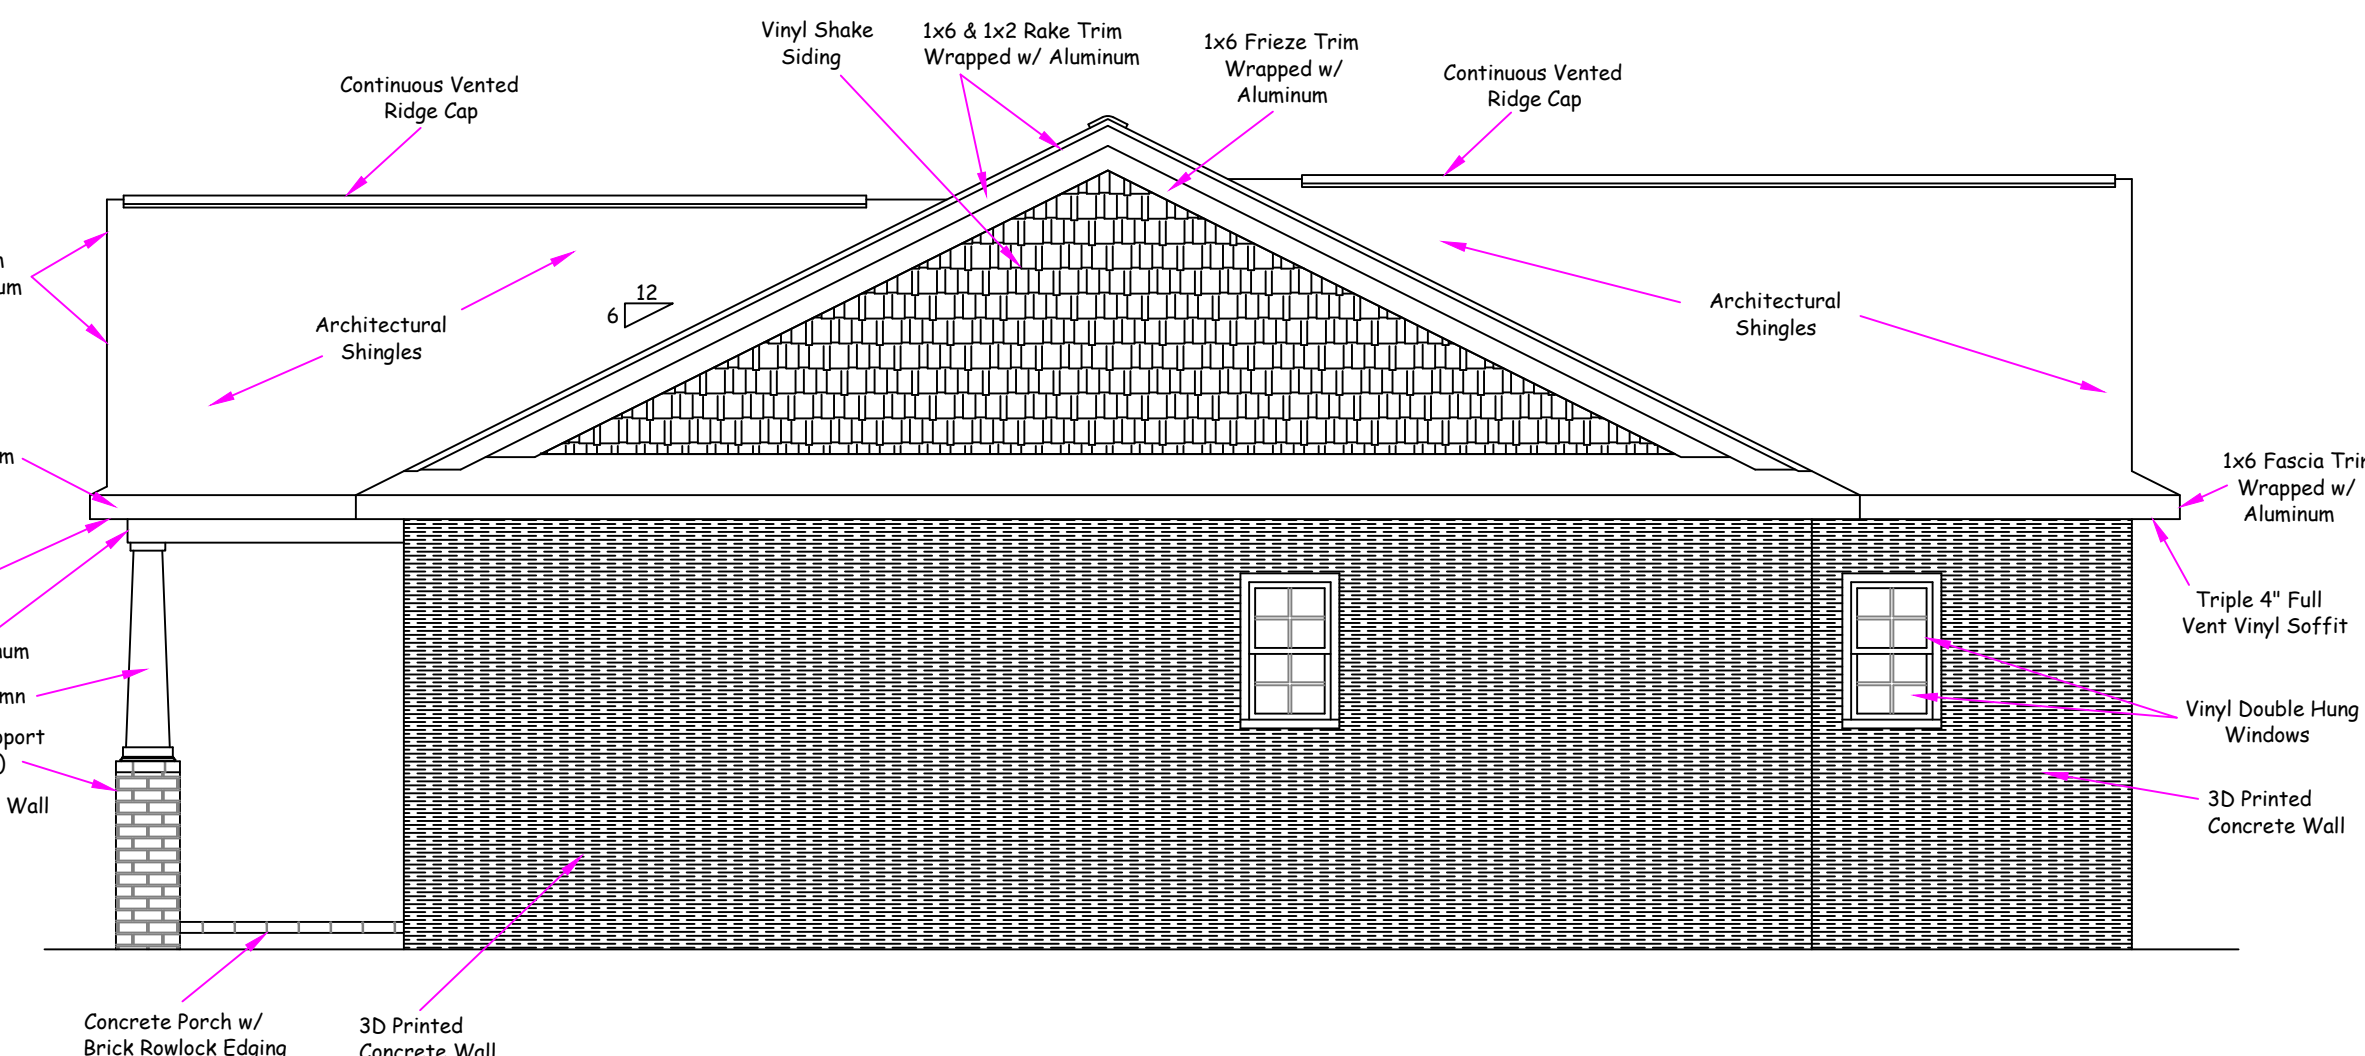 Vinyl Shake
Siding
1x6 & 1x2 Rake Trim
Wrapped w/ Aluminum
1x6 Frieze Trim
Wrapped w/
Aluminum
Continuous Vented
Ridge Cap
Continuous Vented
Ridge Cap
12
6
Architectural
Shingles
Architectural
Shingles
1x6 Fascia
Wrapped w/
Aluminum
Triple 4" Full
Vent Vinyl Soffit
Vinyl Double Hung
Windows
3D Printed
Concrete Wall
Wall
Concrete Porch w/
Brick Rowlock Edging
3D Printed
Concrete Wall